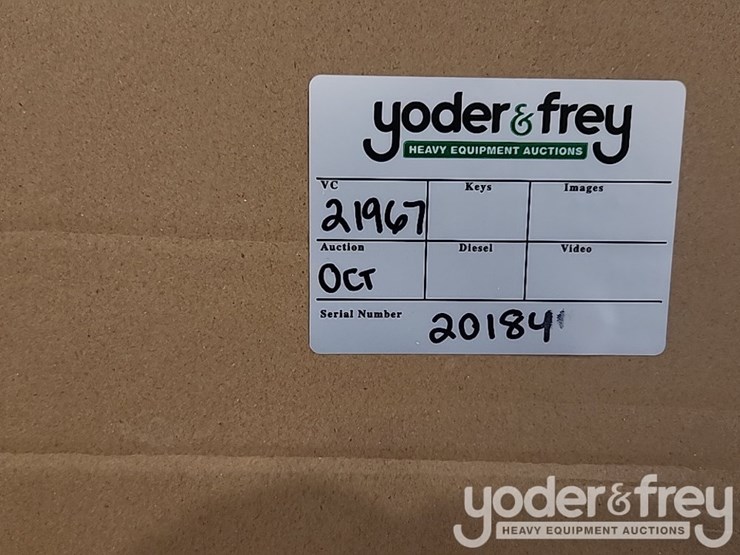 yoder & frey
HEAVY EQUIPMENT AUCTIONS
VC Keys Images
21967
Auction Diesel Video
OCT
Serial Number 20184
yoder & frey
HEAVY EQUIPMENT AUCTIONS